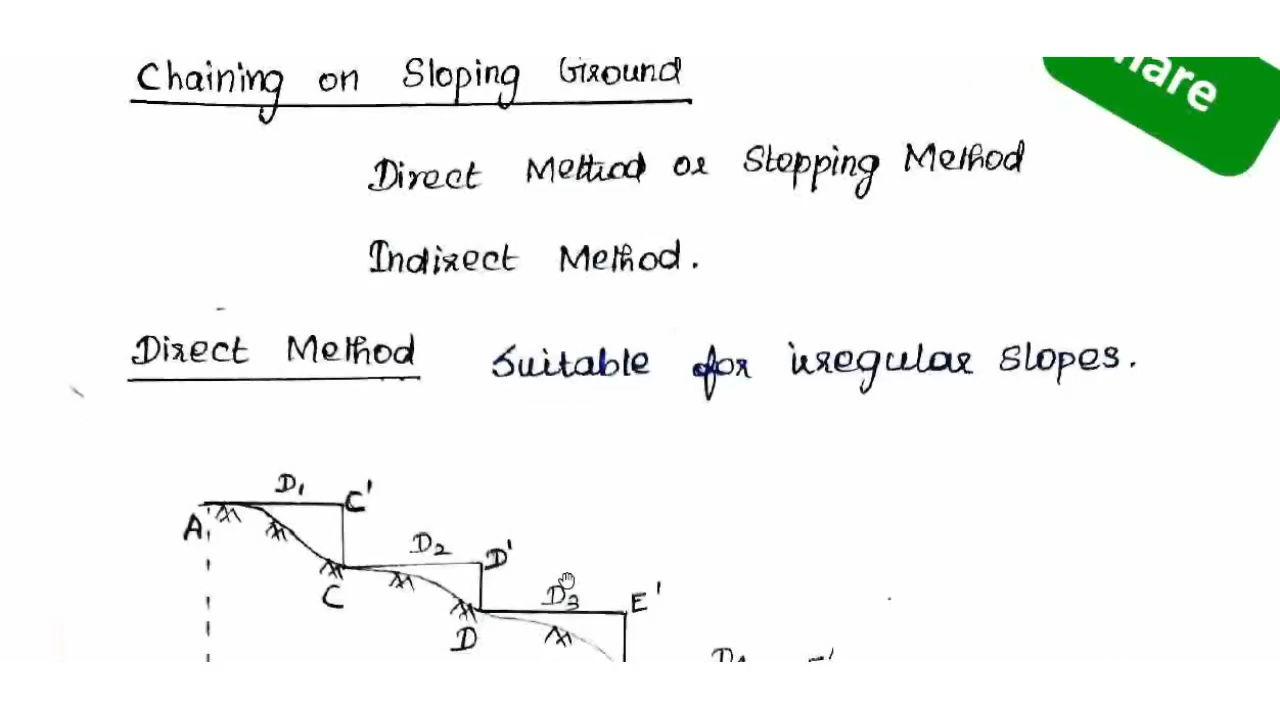 Chaining on Sloping Ground
Direct Method or Stepping Method
Indirect Method.
Direct Method Suitable for irregular slopes.
D1 C'
A
D2 D'
C
D3 E'
D